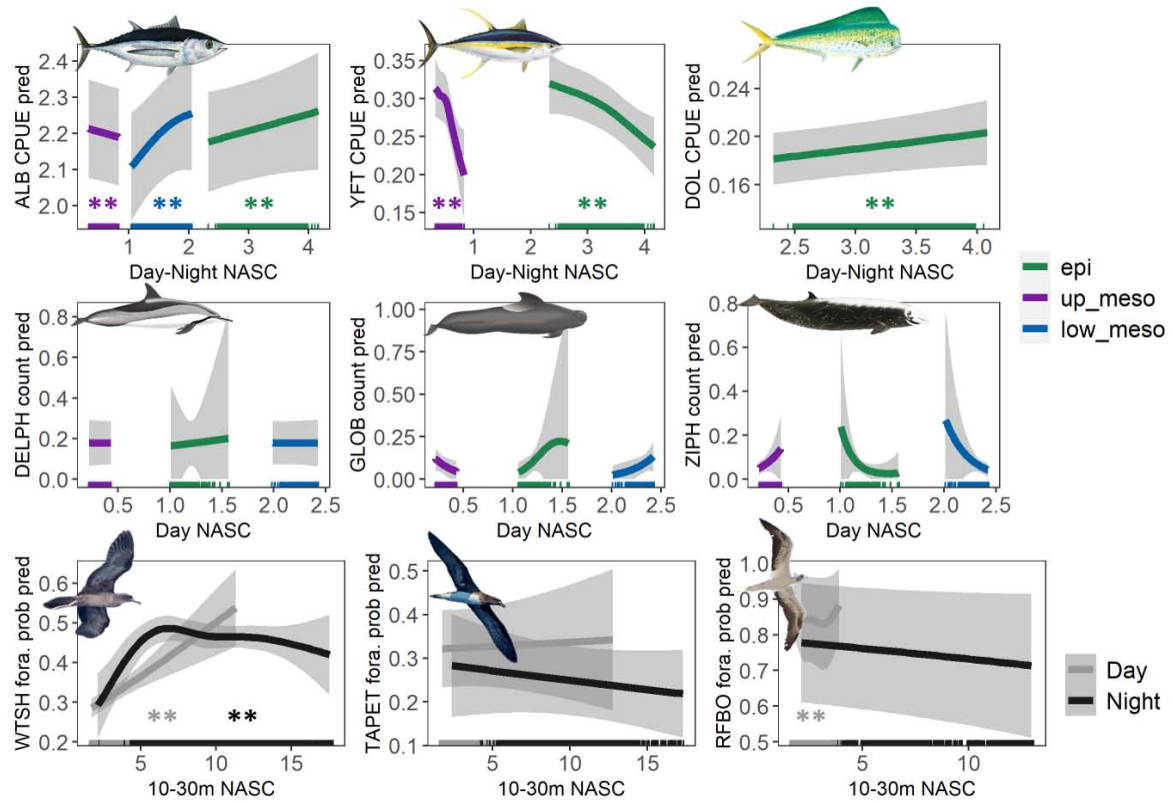 ALB CPUE pred
2.4
2.3
2.2
2.1
2.0
** ** **
1 2 3 4
Day-Night NASC
YFT CPUE pred
0.35
0.30
0.25
0.20
0.15
** **
1 2 3 4
Day-Night NASC
DOL CPUE pred
0.24
0.20
0.16
**
2.5 3.0 3.5 4.0
Day-Night NASC
epi
up_meso
low_meso
DELPH count pred
0.8
0.6
0.4
0.2
0.0
0.5 1.0 1.5 2.0 2.5
Day NASC
GLOB count pred
1.00
0.75
0.50
0.25
0.00
0.5 1.0 1.5 2.0 2.5
Day NASC
ZIPH count pred
0.8
0.6
0.4
0.2
0.0
0.5 1.0 1.5 2.0 2.5
Day NASC
WTSH fora. prob pred
0.6
0.5
0.4
0.3
0.2
** **
5 10 15
10-30m NASC
TAPET fora. prob pred
0.5
0.4
0.3
0.2
0.1
5 10 15
10-30m NASC
RFBO fora. prob pred
1.0
0.9
0.8
0.7
0.6
0.5
**
5 10
10-30m NASC
Day
Night